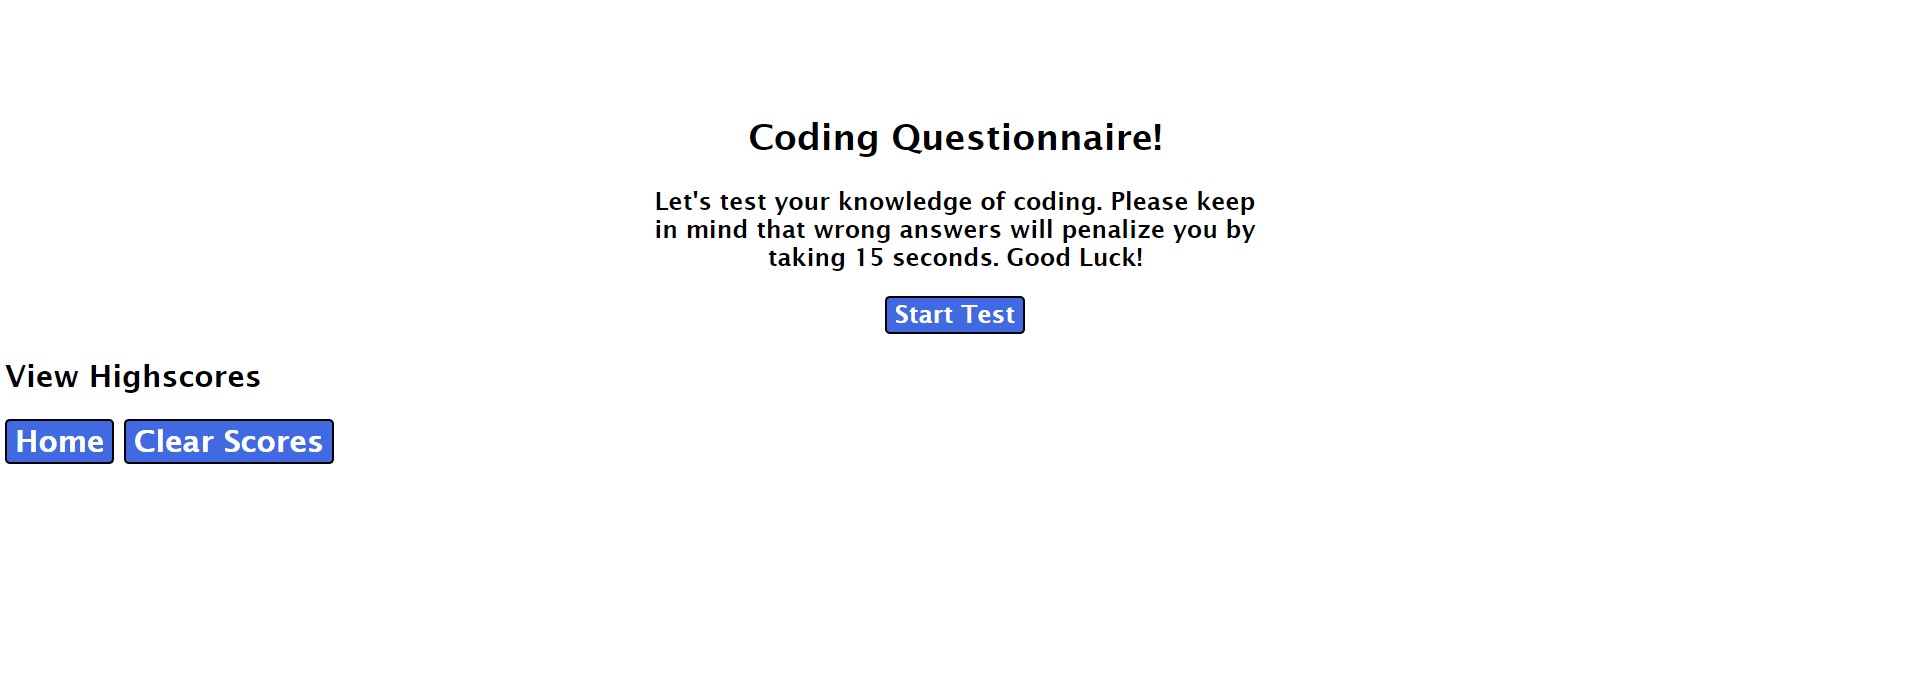 Coding Questionnaire!
Let's test your knowledge of coding. Please keep
in mind that wrong answers will penalize you by
taking 15 seconds. Good Luck!
Start Test
View Highscores
Home Clear Scores